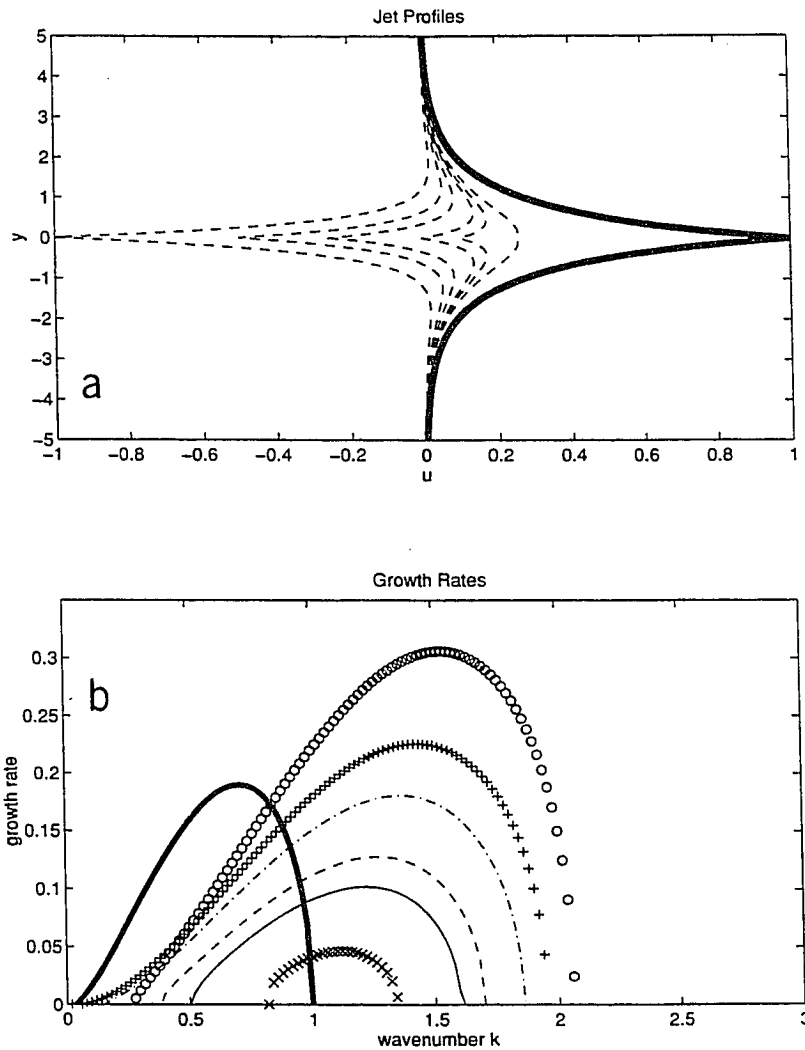 Jet Profiles
5
4
3
2
1
0
−1
−2
−3
−4
−5
y
a
−1 −0.8 −0.6 −0.4 −0.2 0 0.2 0.4 0.6 0.8 1
u
Growth Rates
0.3
0.25
0.2
0.15
0.1
0.05
0
growth rate
b
0 0.5 1 1.5 2 2.5 3
wavenumber k